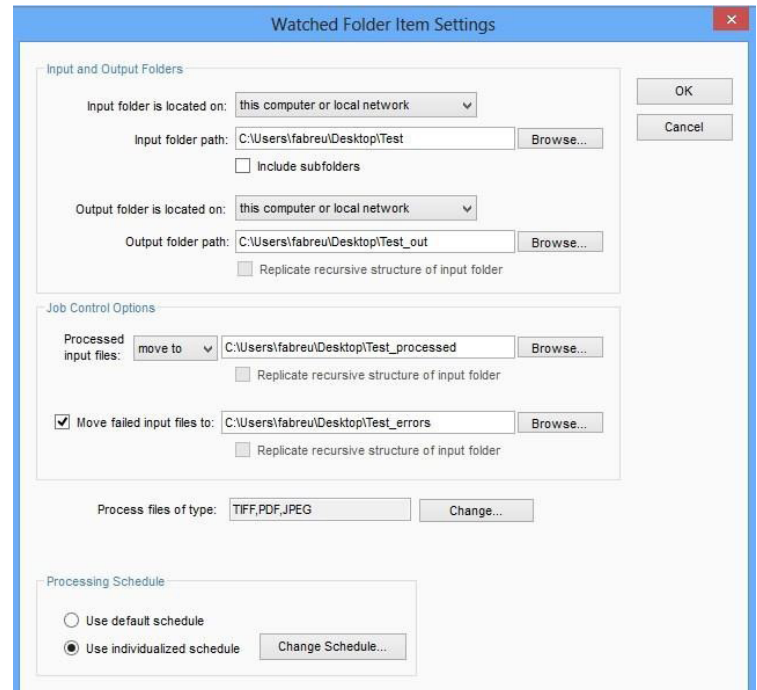 Watched Folder Item Settings
Input and Output Folders
OK
Input folder is located on: this computer or local network
Cancel
Input folder path: C:\Users\fabreu\Desktop\Test Browse...
Include subfolders
Output folder is located on: this computer or local network
Output folder path: C:\Users\fabreu\Desktop\Test_out Browse...
Replicate recursive structure of input folder
Job Control Options
Processed
input files: move to C:\Users\fabreu\Desktop\Test_processed Browse...
Replicate recursive structure of input folder
Move failed input files to: C:\Users\fabreu\Desktop\Test_errors Browse...
Replicate recursive structure of input folder
Process files of type: TIFF,PDF,JPEG Change...
Processing Schedule
Use default schedule
Use individualized schedule Change Schedule...